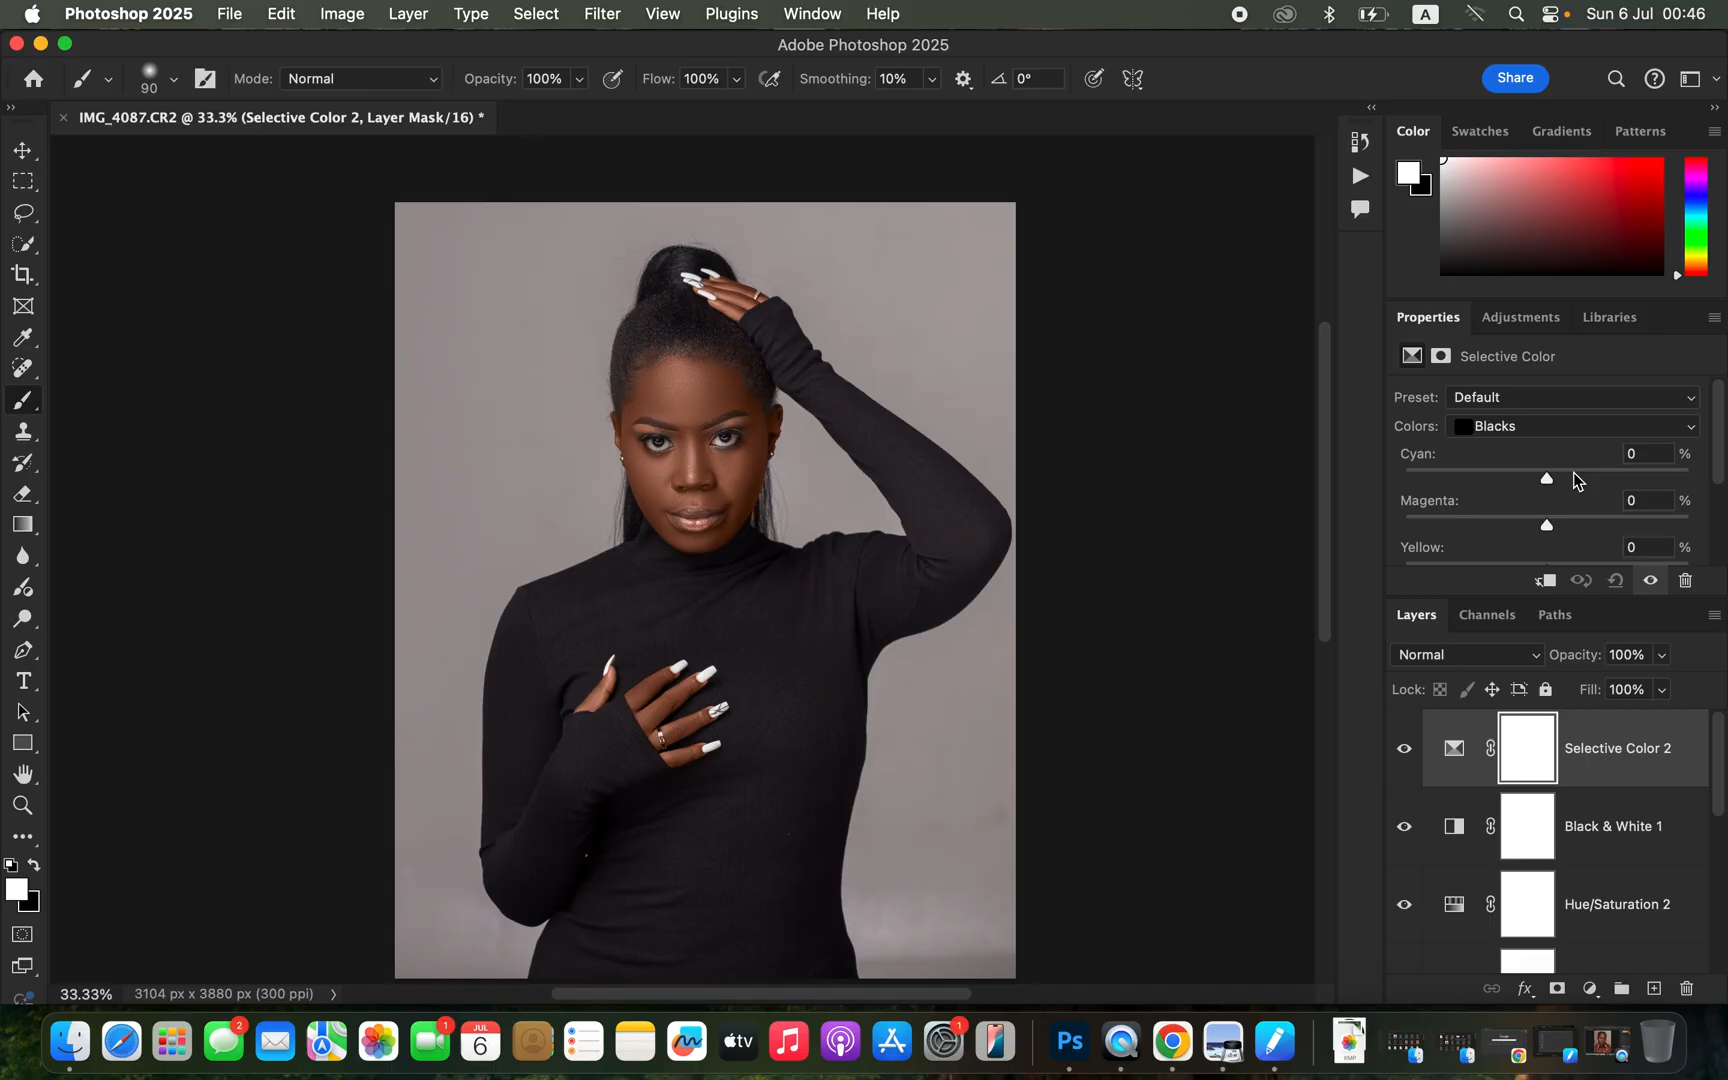 Photoshop 2025 File Edit Image Layer Type Select Filter View Plugins Window Help A Sun 6 Jul 00:46
Adobe Photoshop 2025
90 Mode: Normal Opacity: 100% Flow: 100% Smoothing: 10% 0° Share
× IMG_4087.CR2 @ 33.3% (Selective Color 2, Layer Mask/16) *
Color Swatches Gradients Patterns
Properties Adjustments Libraries
Selective Color
Preset: Default
Colors: Blacks
Cyan: 0 %
Magenta: 0 %
Yellow: 0 %
Layers Channels Paths
Normal Opacity: 100%
Lock: Fill: 100%
Selective Color 2
Black & White 1
Hue/Saturation 2
33.33% 3104 px x 3880 px (300 ppi)
fx
2 1 JUL 6 tv 1 Ps XMP